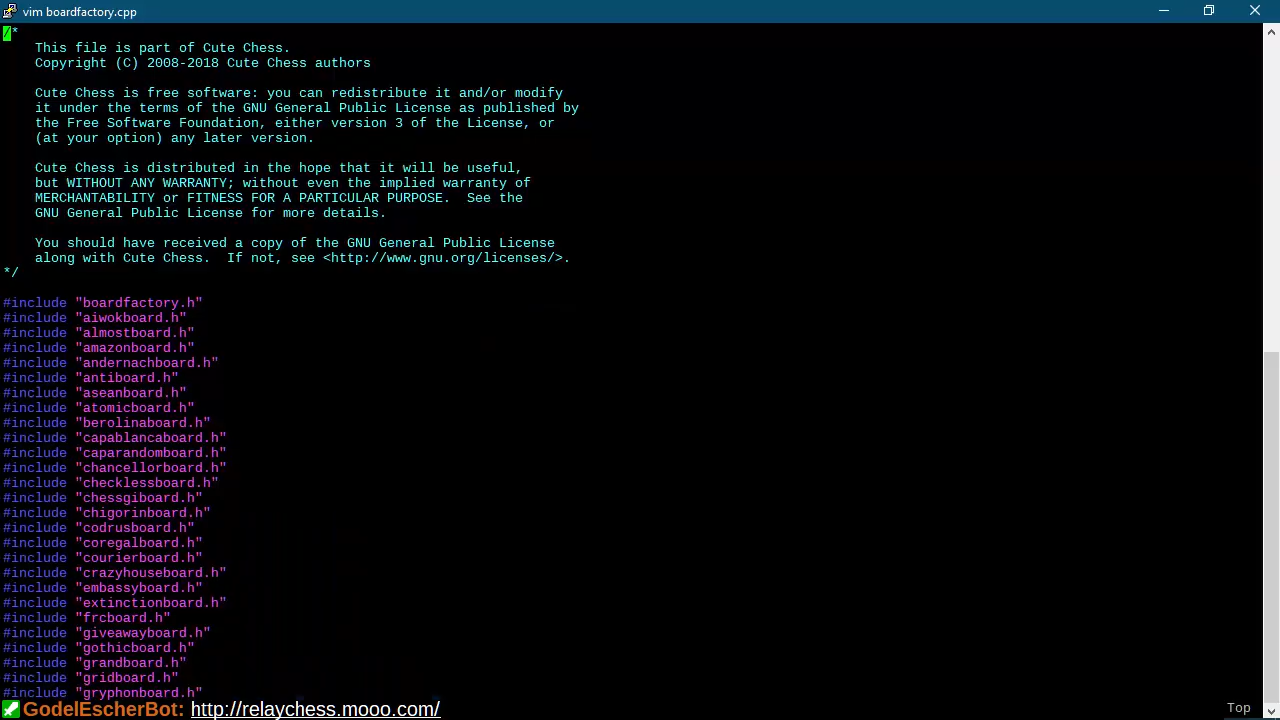 vim boardfactory.cpp
/*
This file is part of Cute Chess.
Copyright (C) 2008-2018 Cute Chess authors
Cute Chess is free software: you can redistribute it and/or modify
it under the terms of the GNU General Public License as published by
the Free Software Foundation, either version 3 of the License, or
(at your option) any later version.
Cute Chess is distributed in the hope that it will be useful,
but WITHOUT ANY WARRANTY; without even the implied warranty of
MERCHANTABILITY or FITNESS FOR A PARTICULAR PURPOSE.  See the
GNU General Public License for more details.
You should have received a copy of the GNU General Public License
along with Cute Chess.  If not, see <http://www.gnu.org/licenses/>.
*/
#include "boardfactory.h"
#include "aiwokboard.h"
#include "almostboard.h"
#include "amazonboard.h"
#include "andernachboard.h"
#include "antiboard.h"
#include "aseanboard.h"
#include "atomicboard.h"
#include "berolinaboard.h"
#include "capablancaboard.h"
#include "caparandomboard.h"
#include "chancellorboard.h"
#include "checklessboard.h"
#include "chessgiboard.h"
#include "chigorinboard.h"
#include "codrusboard.h"
#include "coregalboard.h"
#include "courierboard.h"
#include "crazyhouseboard.h"
#include "embassyboard.h"
#include "extinctionboard.h"
#include "frcboard.h"
#include "giveawayboard.h"
#include "gothicboard.h"
#include "grandboard.h"
#include "gridboard.h"
#include "gryphonboard.h"
GodelEscherBot: http://relaychess.mooo.com/
Top